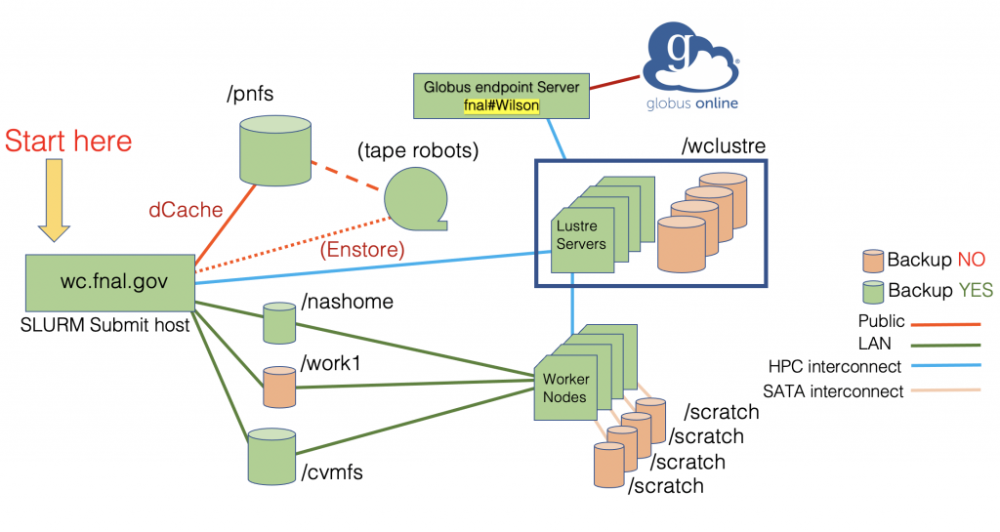 Globus endpoint Server
fnal#Wilson
g
®
globus online
/pnfs
Start here
(tape robots)
/wclustre
dCache
Lustre
Servers
(Enstore)
wc.fnal.gov
SLURM Submit host
/nashome
/work1
/cvmfs
Worker
Nodes
/scratch
/scratch
/scratch
/scratch
Backup NO
Backup YES
Public
LAN
HPC interconnect
SATA interconnect